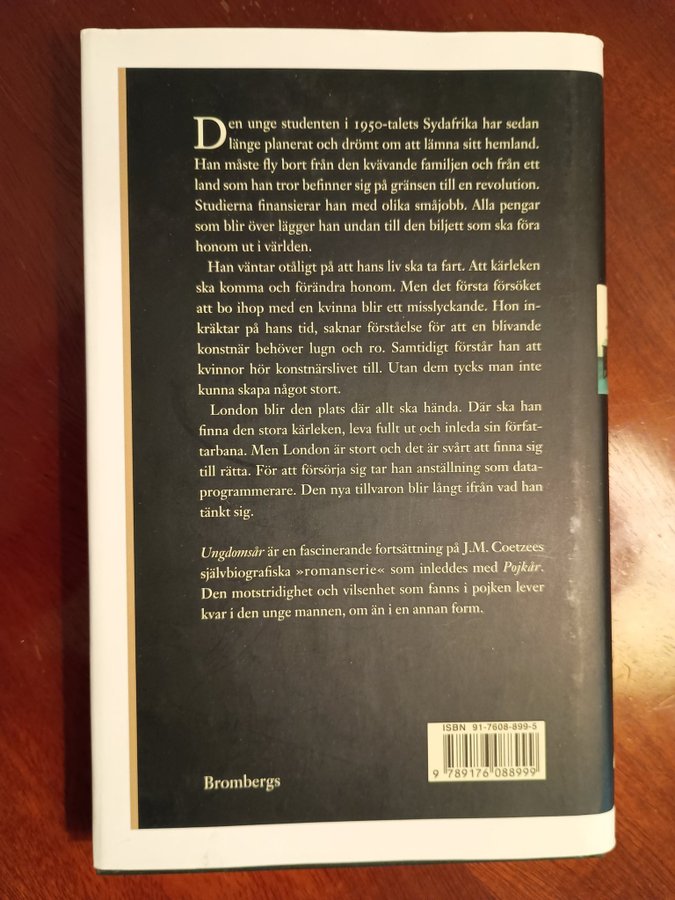 Den unge studenten i 1950-talets Sydafrika har sedan
länge planerat och drömt om att lämna sitt hemland.
Han måste fly bort från den kvävande familjen och från ett
land som han tror befinner sig på gränsen till en revolution.
Studierna finansierar han med olika småjobb. Alla pengar
som blir över lägger han undan till den biljett som ska föra
honom ut i världen.
Han väntar otåligt på att hans liv ska ta fart. Att kärleken
ska komma och förändra honom. Men det första försöket
att bo ihop med en kvinna blir ett misslyckande. Hon in-
kräktar på hans tid, saknar förståelse för att en blivande
konstnär behöver lugn och ro. Samtidigt förstår han att
kvinnor hör konstnärslivet till. Utan dem tycks man inte
kunna skapa något stort.
London blir den plats där allt ska hända. Där ska han
finna den stora kärleken, leva fullt ut och inleda sin förfat-
tarbana. Men London är stort och det är svårt att finna sig
till rätta. För att försörja sig tar han anställning som data-
programmerare. Den nya tillvaron blir långt ifrån vad han
tänkt sig.
Ungdomsår är en fascinerande fortsättning på J.M. Coetzees
självbiografiska »romanserie« som inleddes med Pojkår.
Den motstridighet och vilsenhet som fanns i pojken lever
kvar i den unge mannen, om än i en annan form.
ISBN 91-7608-899-5
9 789176 088999
Brombergs